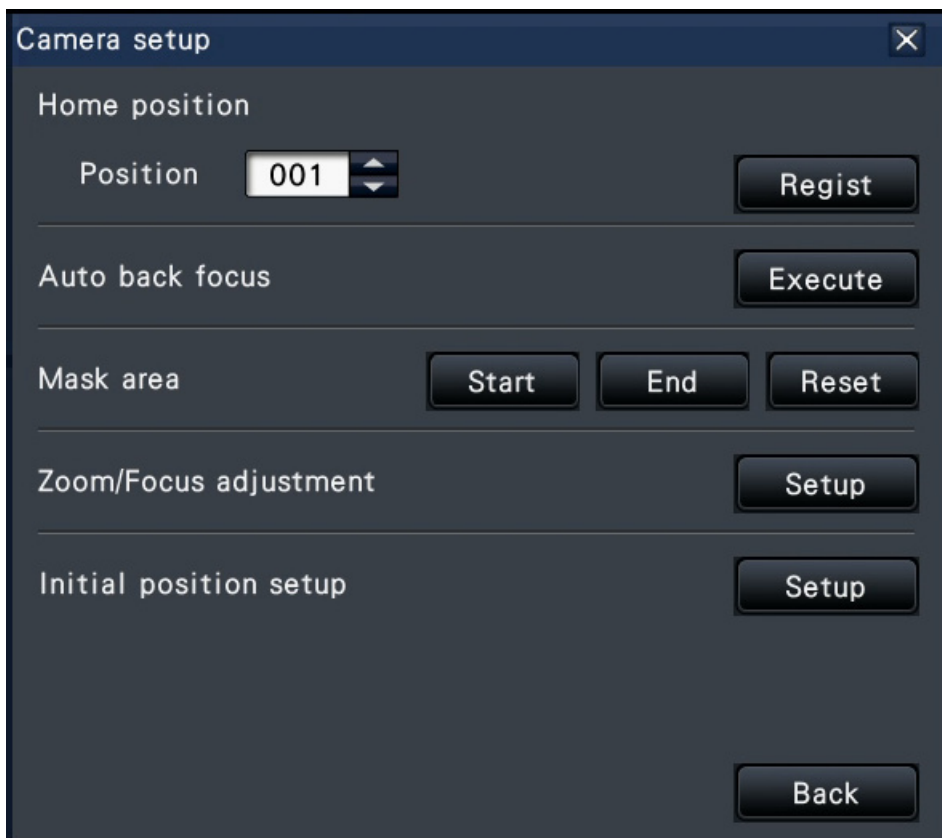 Camera setup
Home position
Position 001 Regist
Auto back focus Execute
Mask area Start End Reset
Zoom/Focus adjustment Setup
Initial position setup Setup
Back